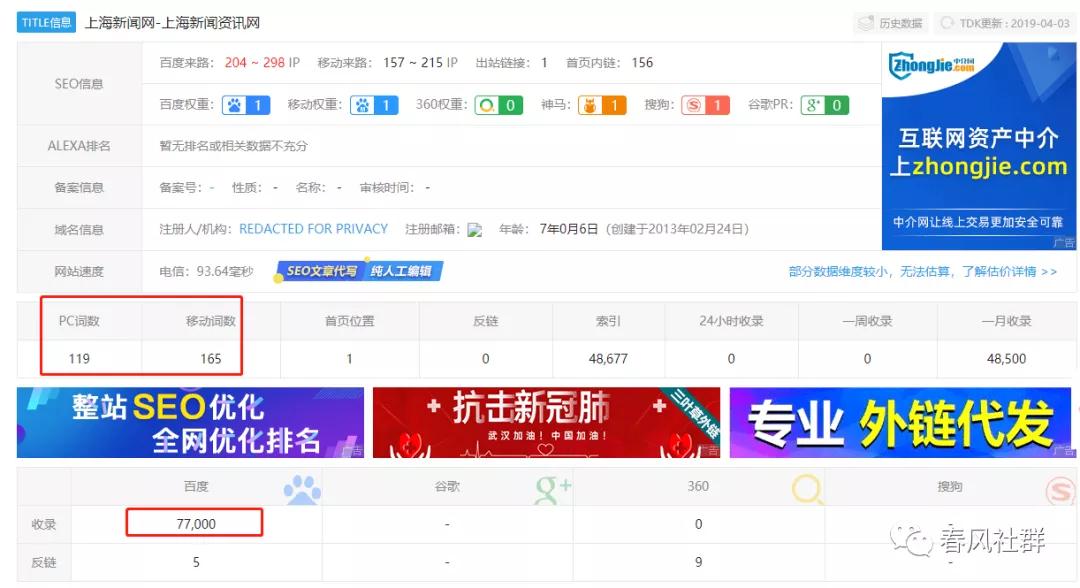 TITLE信息 上海新闻网-上海新闻资讯网 历史数据 TDK更新：2019-04-03
SEO信息
百度来路： 204 ~ 298 IP 移动来路： 157 ~ 215 IP 出站链接： 1 首页内链： 156
百度权重： 1 移动权重： 1 360权重： 0 神马： 1 搜狗： 1 谷歌PR： 0
ALEXA排名 暂无排名或相关数据不充分
备案信息 备案号：- 性质：- 名称：- 审核时间：-
域名信息 注册人/机构：REDACTED FOR PRIVACY 注册邮箱： 年龄： 7年0月6日（创建于2013年02月24日）
网站速度 电信：93.64毫秒 SEO文章代写 纯人工编辑 部分数据维度较小，无法估算，了解估价详情 >>
ZhongJie.com 中介网
互联网资产中介
上zhongjie.com
中介网让线上交易更加安全可靠
广告
PC词数 移动词数 首页位置 反链 索引 24小时收录 一周收录 一月收录
119 165 1 0 48,677 0 0 48,500
整站SEO优化
全网优化排名
广告
抗击新冠肺
武汉加油！中国加油！
三叶草外链
广告
专业 外链代发
广告
百度 谷歌 360 搜狗
收录 77,000 - 0 -
反链 5 - 9 -
春风社群